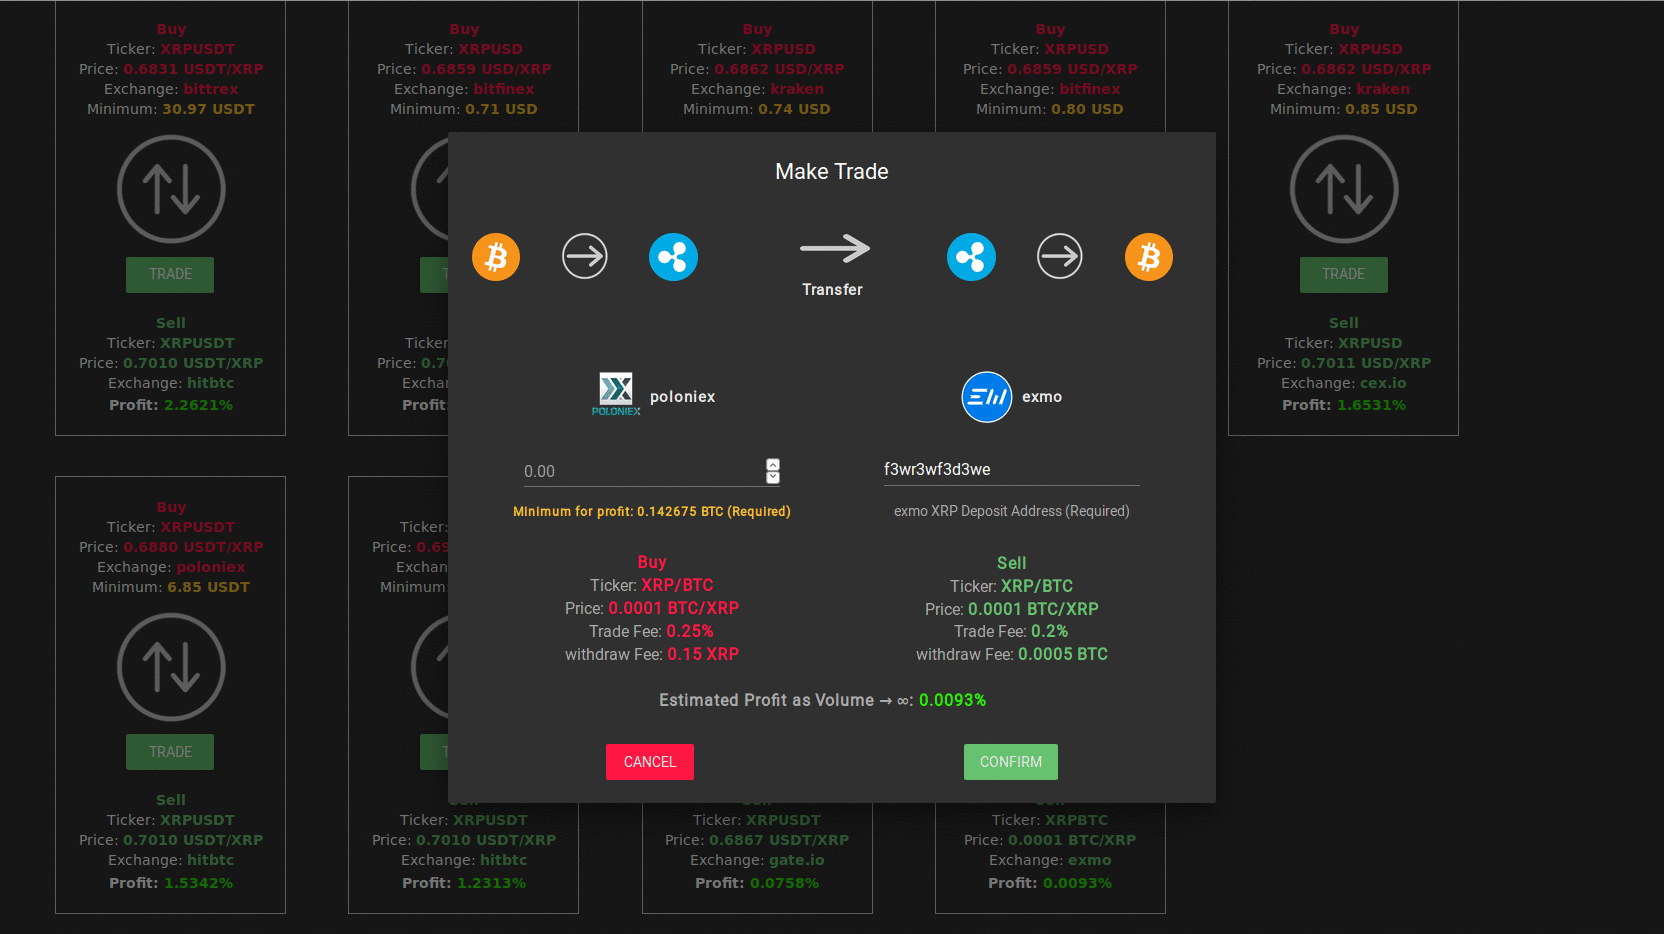 Buy
Ticker: XRPUSDT
Price: 0.6831 USDT/XRP
Exchange: bittrex
Minimum: 30.97 USDT
TRADE
Sell
Ticker: XRPUSDT
Price: 0.7010 USDT/XRP
Exchange: hitbtc
Profit: 2.2621%
Buy
Ticker: XRPUSD
Price: 0.6859 USD/XRP
Exchange: bitfinex
Minimum: 0.71 USD
Ticker
Price: 0.7
Exchange
Profit:
Buy
Ticker: XRPUSD
Price: 0.6862 USD/XRP
Exchange: kraken
Minimum: 0.74 USD
Buy
Ticker: XRPUSD
Price: 0.6859 USD/XRP
Exchange: bitfinex
Minimum: 0.80 USD
Buy
Ticker: XRPUSD
Price: 0.6862 USD/XRP
Exchange: kraken
Minimum: 0.85 USD
TRADE
Sell
Ticker: XRPUSD
Price: 0.7011 USD/XRP
Exchange: cex.io
Profit: 1.6531%
Make Trade
Transfer
POLONIEX
poloniex
exmo
0.00
f3wr3wf3d3we
Minimum for profit: 0.142675 BTC (Required)
exmo XRP Deposit Address (Required)
Buy
Ticker: XRP/BTC
Price: 0.0001 BTC/XRP
Trade Fee: 0.25%
withdraw Fee: 0.15 XRP
Sell
Ticker: XRP/BTC
Price: 0.0001 BTC/XRP
Trade Fee: 0.2%
withdraw Fee: 0.0005 BTC
Estimated Profit as Volume → ∞: 0.0093%
CANCEL
CONFIRM
Buy
Ticker: XRPUSDT
Price: 0.6880 USDT/XRP
Exchange: poloniex
Minimum: 6.85 USDT
TRADE
Sell
Ticker: XRPUSDT
Price: 0.7010 USDT/XRP
Exchange: hitbtc
Profit: 1.5342%
Ticker:
Price: 0.69
Exchan
Minimum
Ticker: XRPUSDT
Price: 0.7010 USDT/XRP
Exchange: hitbtc
Profit: 1.2313%
Ticker: XRPUSDT
Price: 0.6867 USDT/XRP
Exchange: gate.io
Profit: 0.0758%
Ticker: XRPBTC
Price: 0.0001 BTC/XRP
Exchange: exmo
Profit: 0.0093%